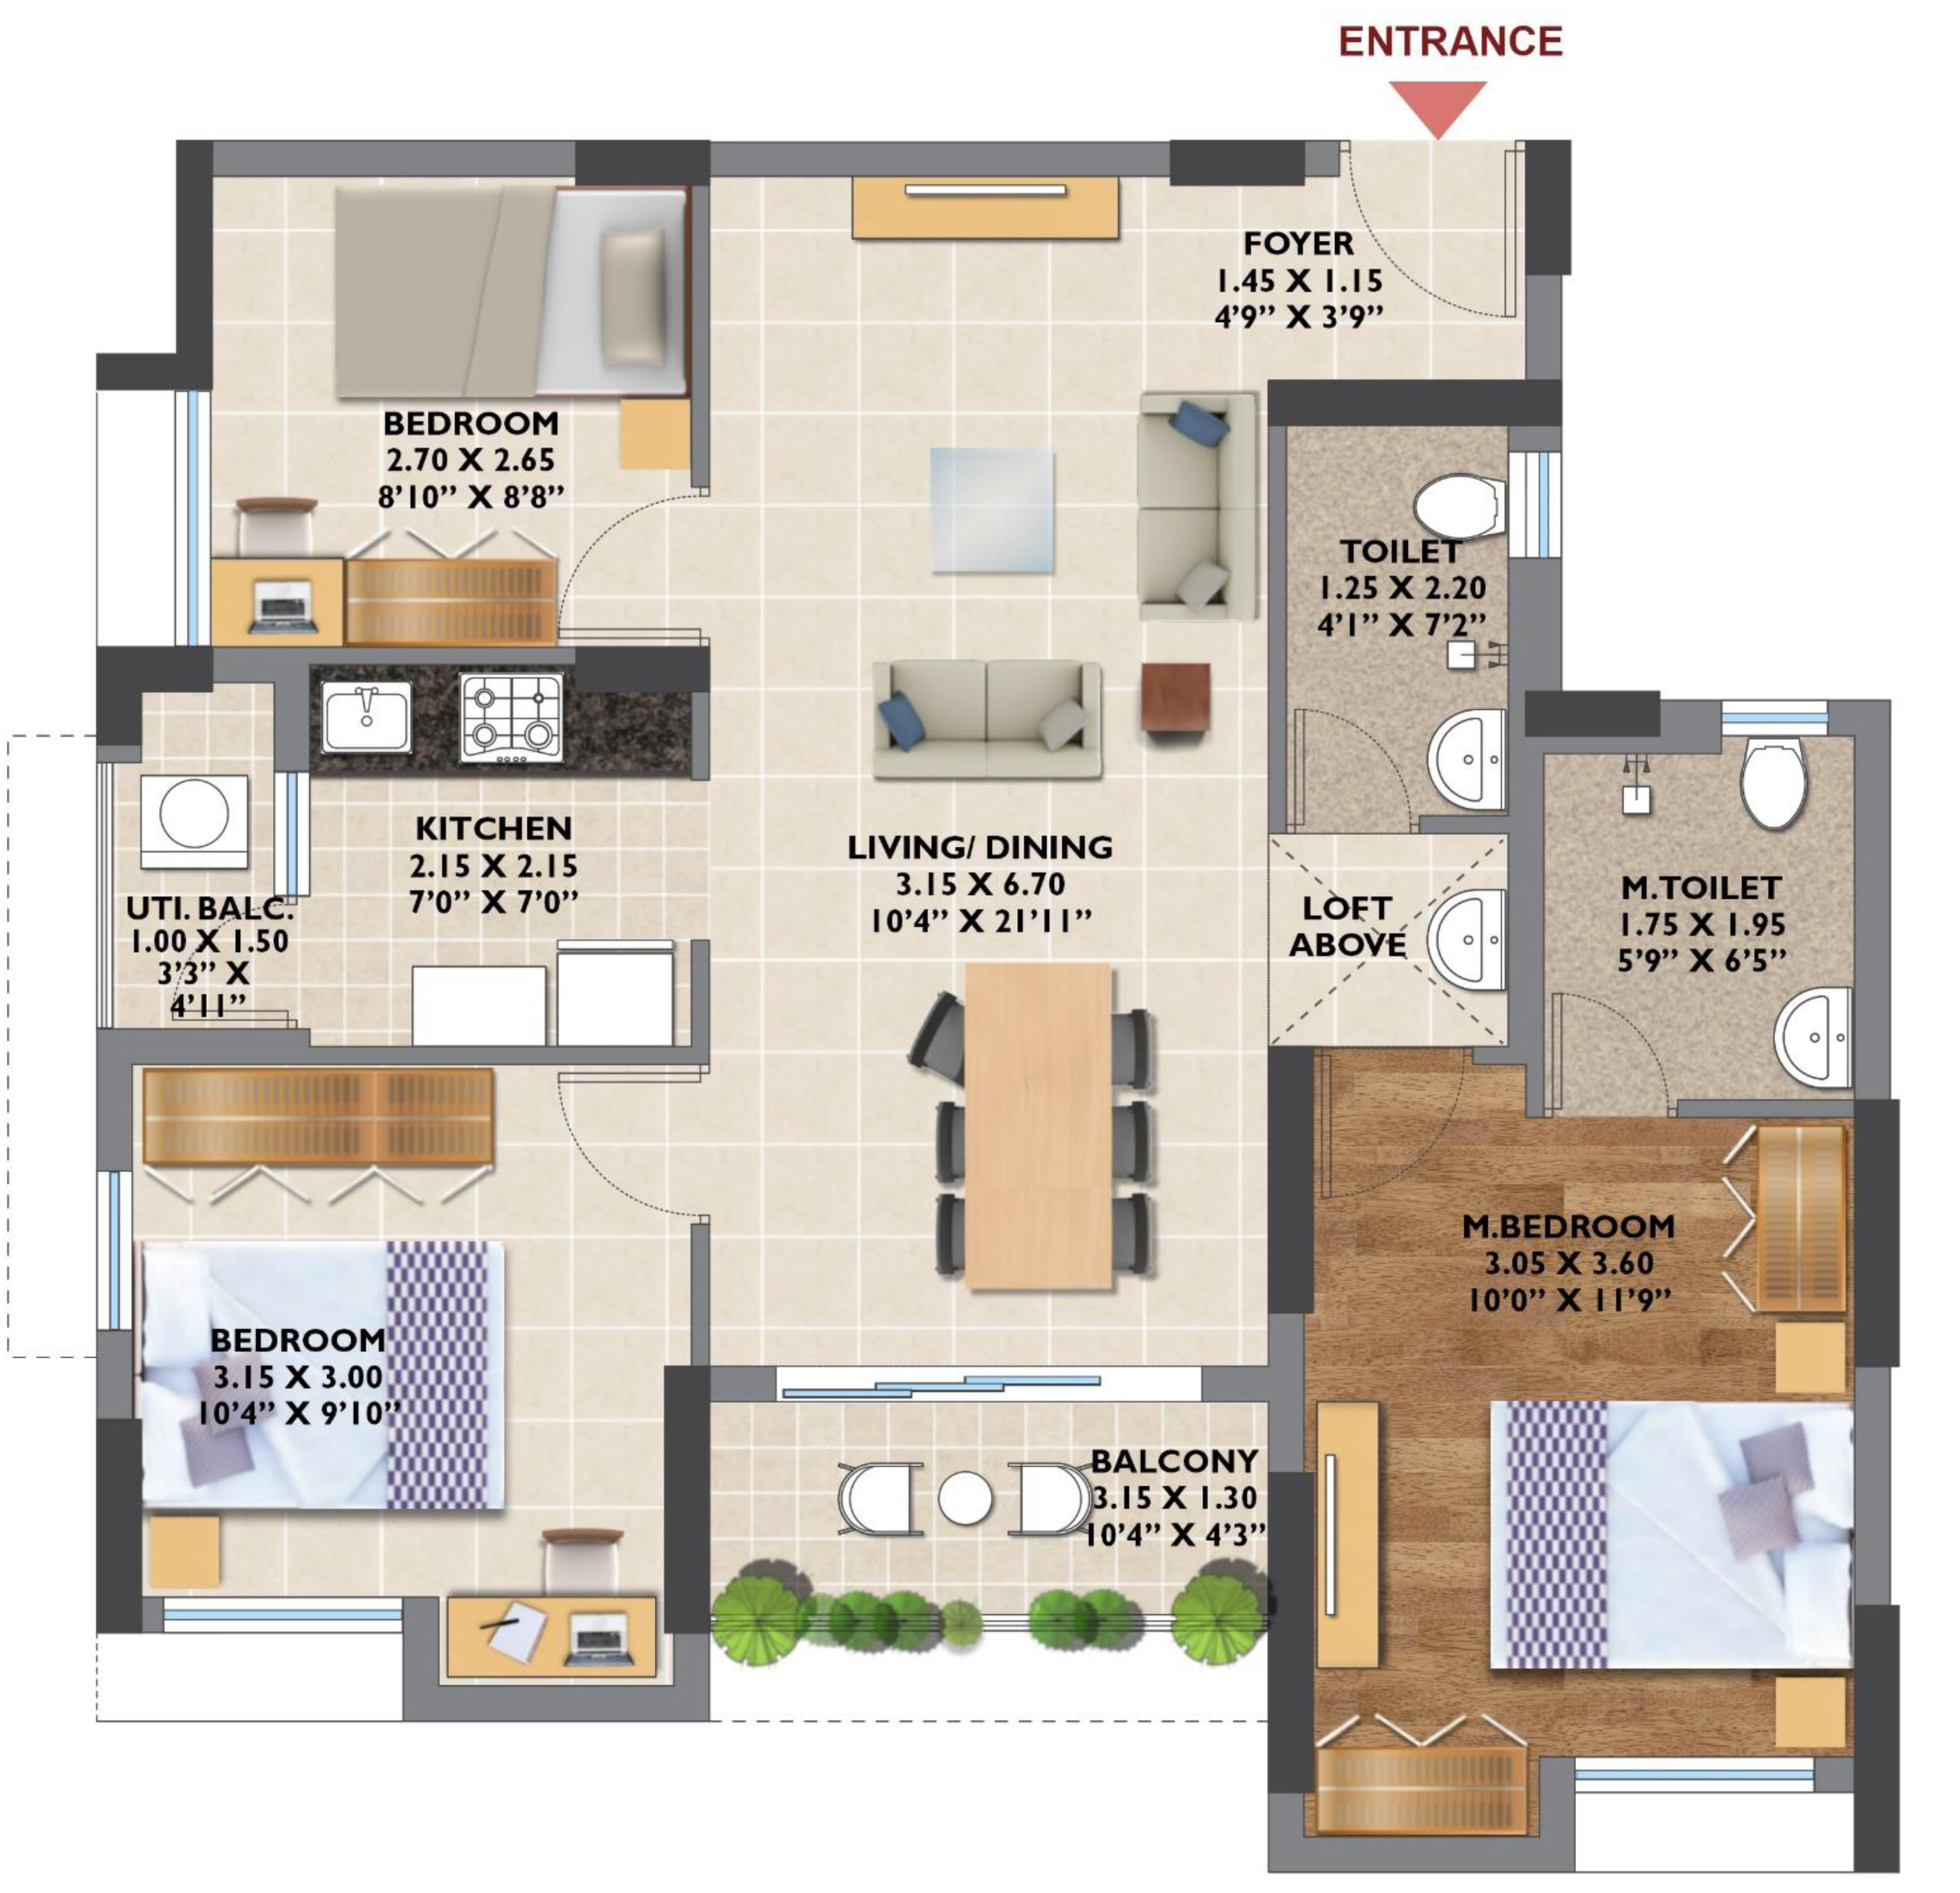 ENTRANCE
FOYER
1.45 X 1.15
4'9” X 3'9”
BEDROOM
2.70 X 2.65
8'10” X 8'8”
TOILET
1.25 X 2.20
4'1” X 7'2”
KITCHEN
2.15 X 2.15
7'0” X 7'0”
LIVING/ DINING
3.15 X 6.70
10'4” X 21'11”
UTI. BALC.
1.00 X 1.50
3'3” X
4'11”
LOFT
ABOVE
M.TOILET
1.75 X 1.95
5'9” X 6'5”
BEDROOM
3.15 X 3.00
10'4” X 9'10”
M.BEDROOM
3.05 X 3.60
10'0” X 11'9”
BALCONY
3.15 X 1.30
10'4” X 4'3”